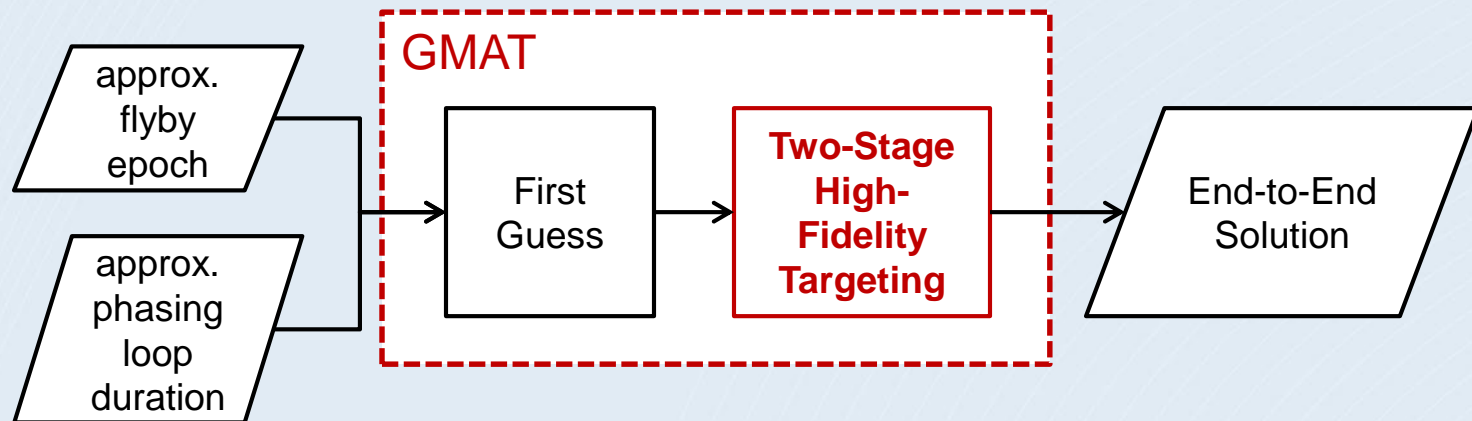 approx.
flyby
epoch
approx.
phasing
loop
duration
GMAT
First
Guess
Two-Stage
High-
Fidelity
Targeting
End-to-End
Solution